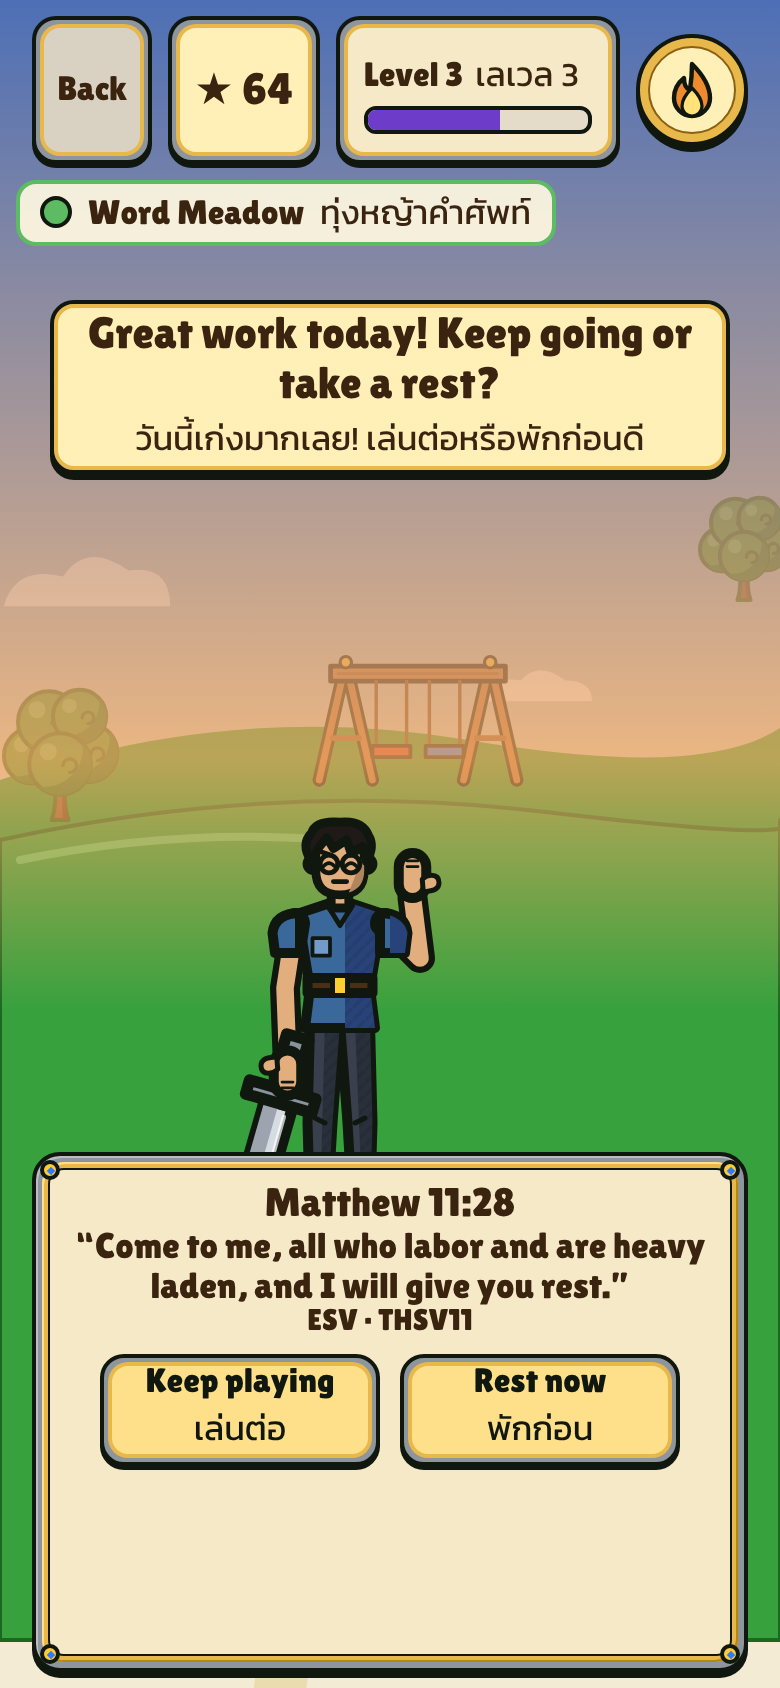 Back
★ 64
Level 3 เลเวล 3
Word Meadow ทุ่งหญ้าคำศัพท์
Great work today! Keep going or
take a rest?
วันนี้เก่งมากเลย! เล่นต่อหรือพักก่อนดี
Matthew 11:28
“Come to me, all who labor and are heavy
laden, and I will give you rest.”
ESV · THSV11
Keep playing
เล่นต่อ
Rest now
พักก่อน